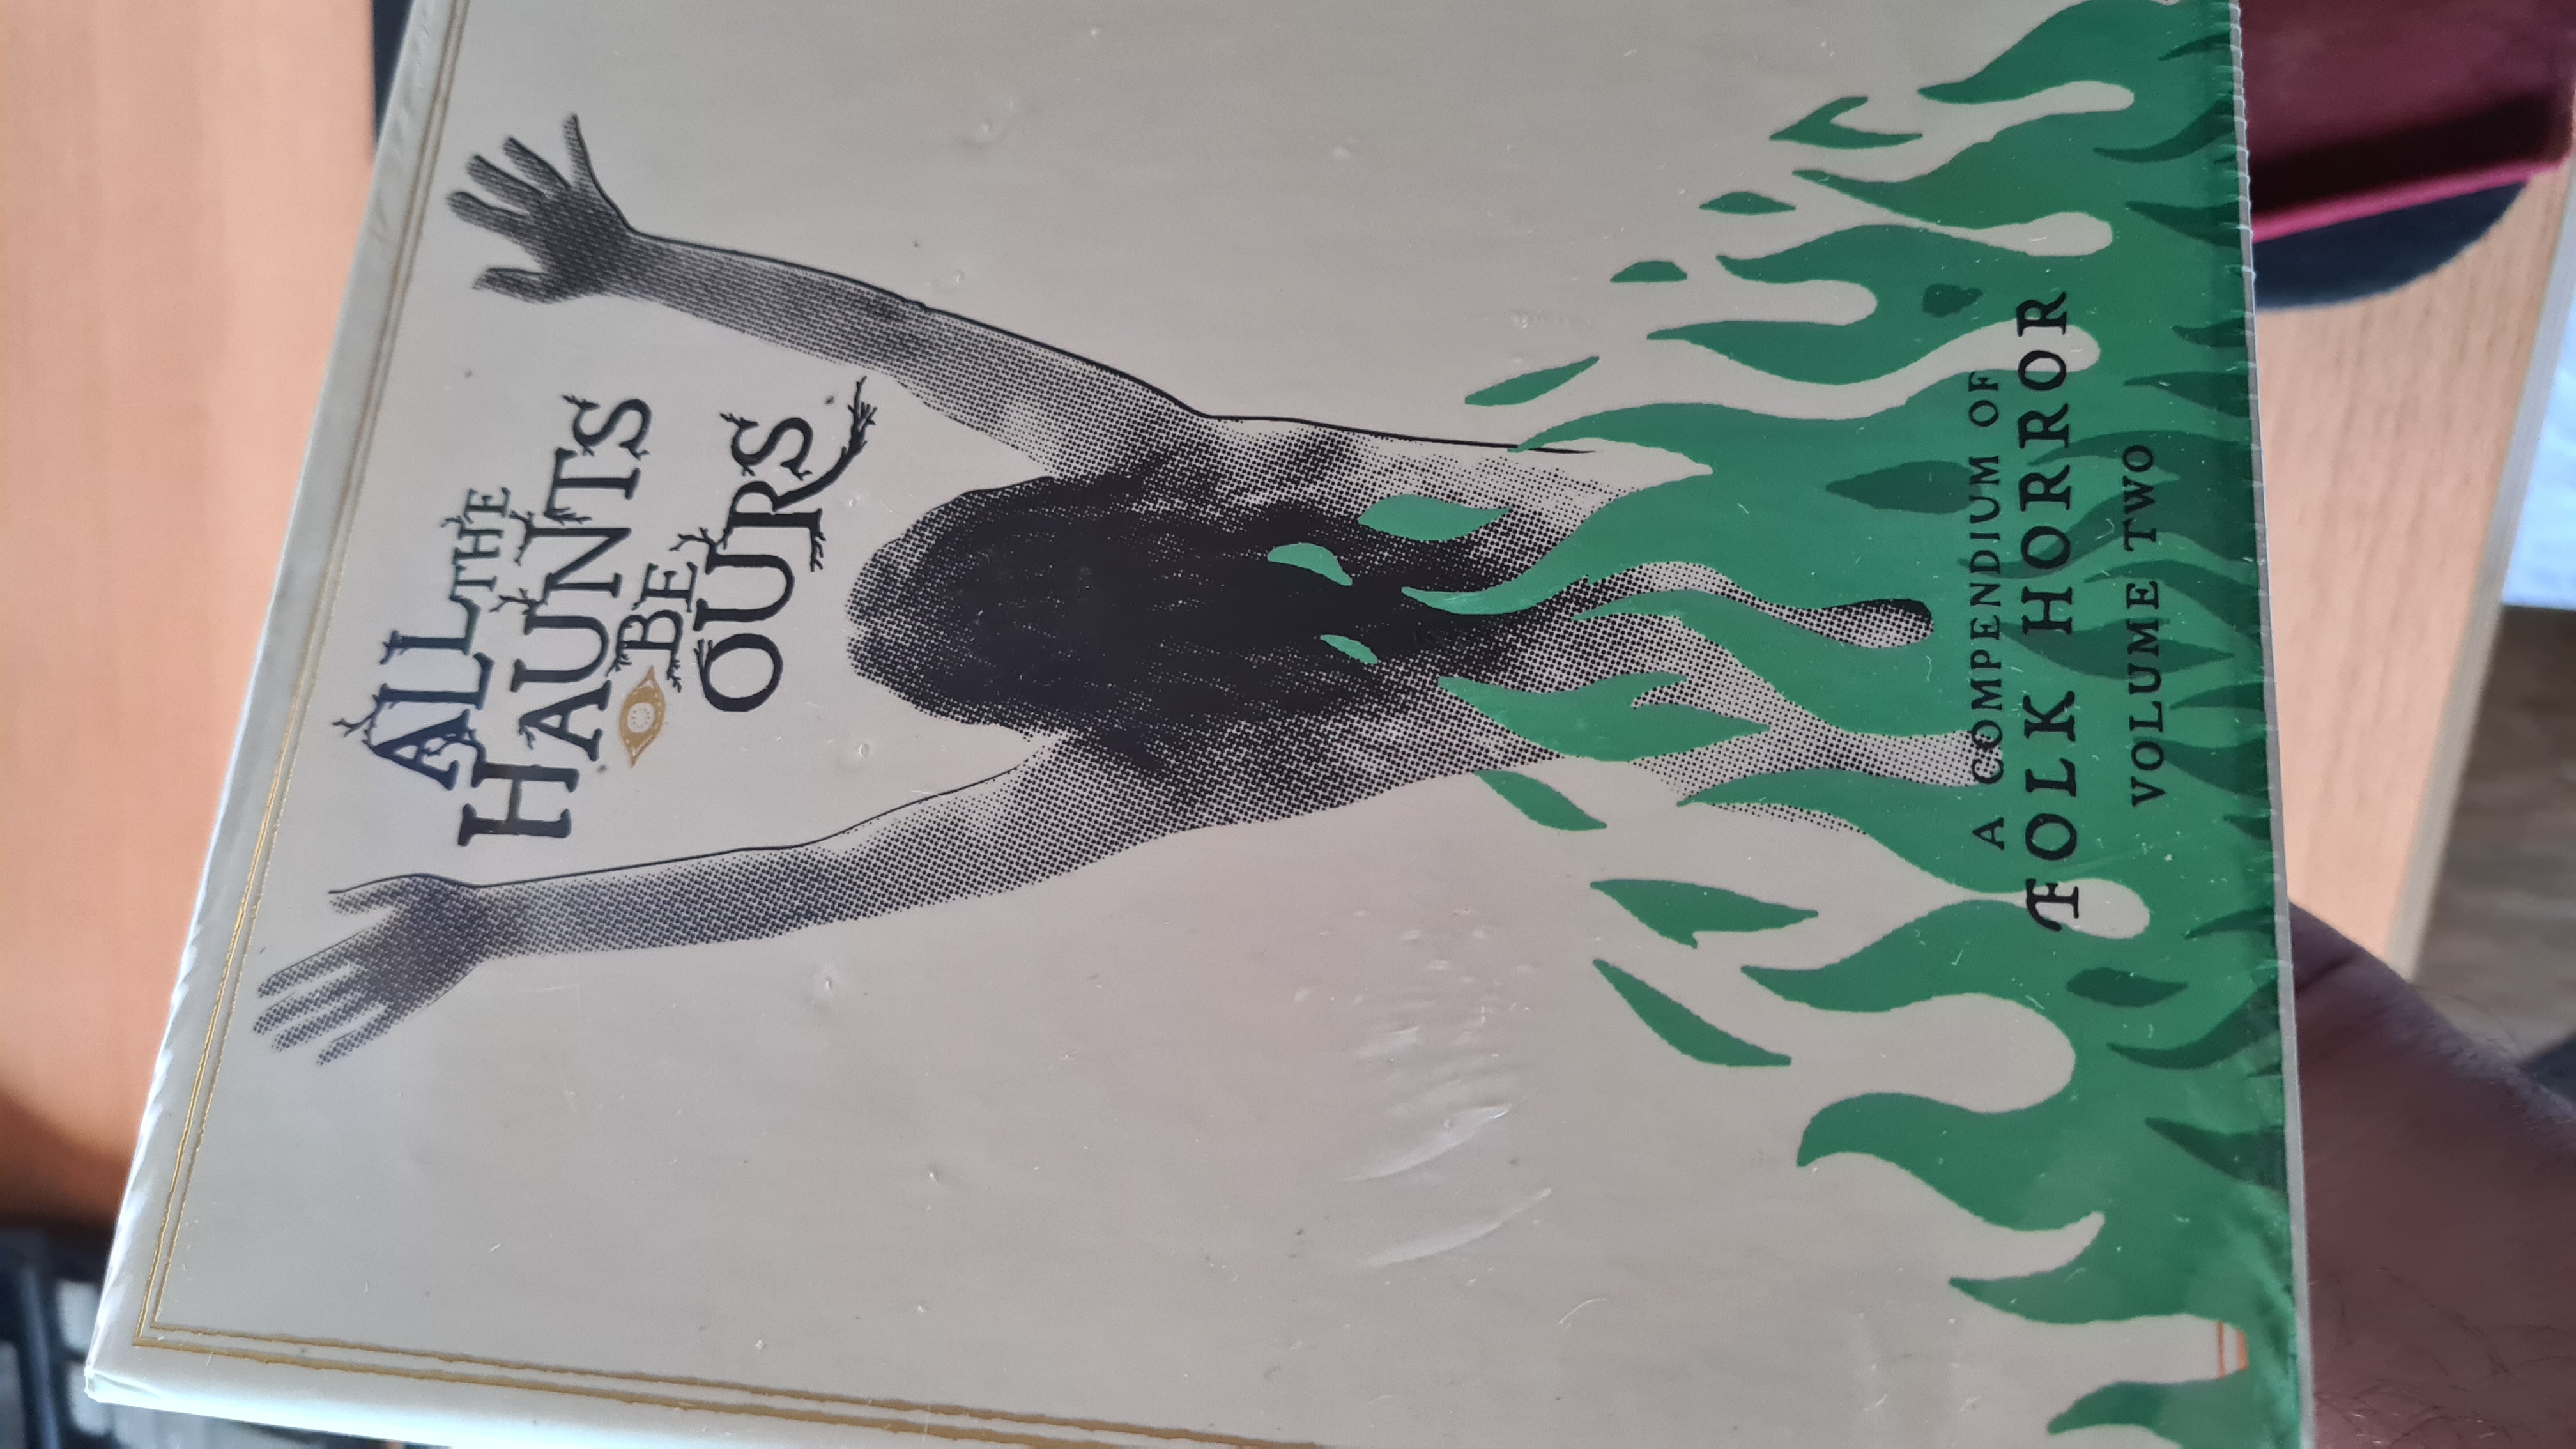 ALL THE
HAUNTS
BE
OURS
A COMPENDIUM OF
FOLK HORROR
VOLUME TWO